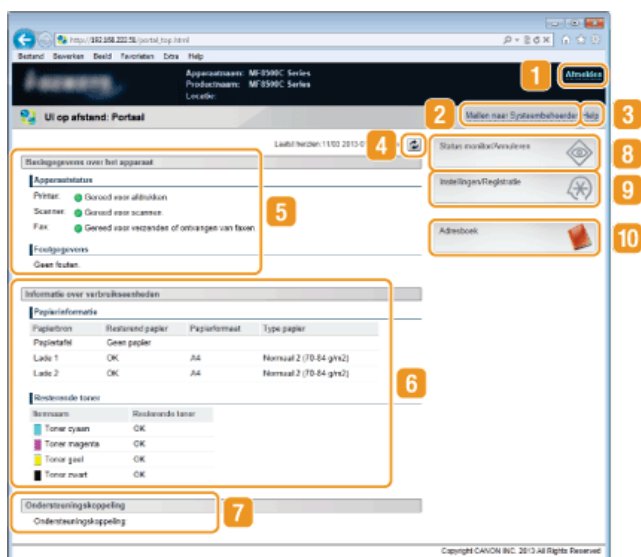 http://192.168.222.51/portal_top.html
Bestand Bewerken Beeld Favorieten Extra Help
Apparaatnaam: MF8500C Series
Productnaam: MF8500C Series
Locatie:
1
Afmelden
UI op afstand: Portaal
2
Mailen naar Systeembeheerder
Help
3
Laatst herzien: 11/03 2013
4
Status monitor/Annuleren
8
Basisgegevens over het apparaat
Apparaatstatus
Instellingen/Registratie
9
Printer: Gereed voor afdrukken.
Scanner: Gereed voor scannen.
5
Fax: Gereed voor verzenden of ontvangen van faxen.
Adresboek
10
Foutgegevens
Geen fouten.
Informatie over verbruikseenheden
Papierinformatie
Papierbron Resterend papier Papierformaat Type papier
Papiertafel Geen papier
Lade 1 OK A4 Normaal 2 (70-84 g/m2)
Lade 2 OK A4 Normaal 2 (70-84 g/m2)
6
Resterende toner
Itemnaam Resterende toner
Toner cyaan OK
Toner magenta OK
Toner geel OK
Toner zwart OK
Ondersteuningskoppeling
7
Ondersteuningskoppeling:
Copyright CANON INC. 2013 All Rights Reserved